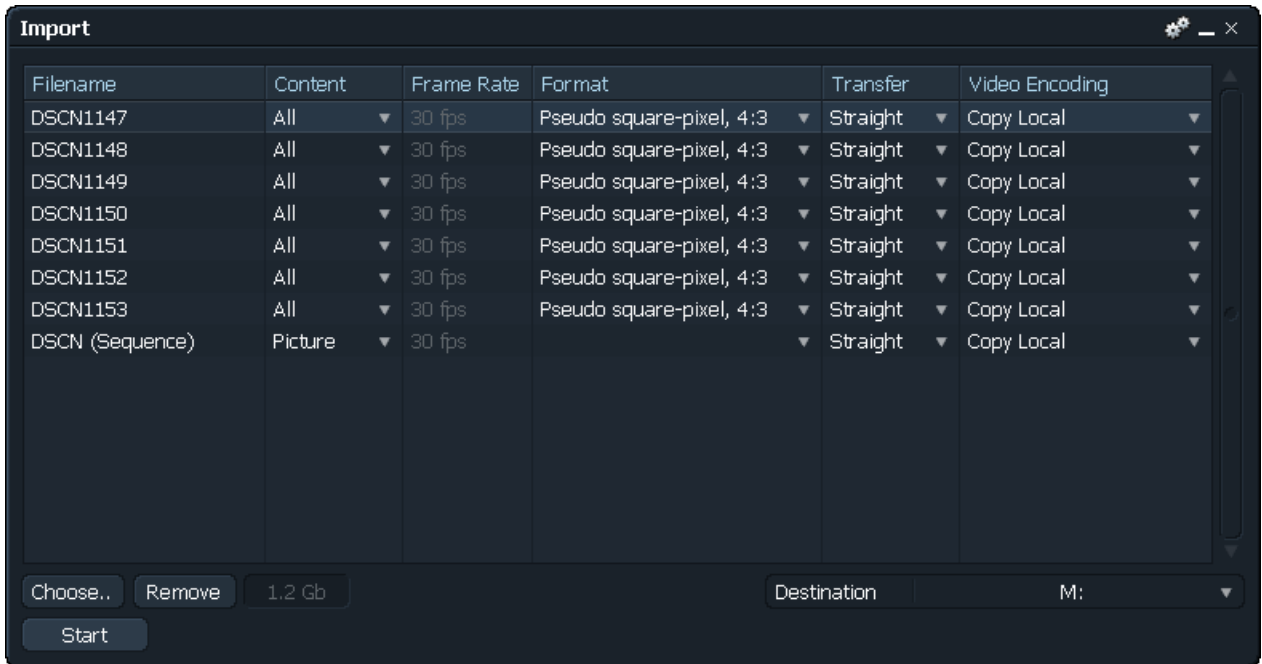 Import
Filename Content Frame Rate Format Transfer Video Encoding
DSCN1147 All 30 fps Pseudo square-pixel, 4:3 Straight Copy Local
DSCN1148 All 30 fps Pseudo square-pixel, 4:3 Straight Copy Local
DSCN1149 All 30 fps Pseudo square-pixel, 4:3 Straight Copy Local
DSCN1150 All 30 fps Pseudo square-pixel, 4:3 Straight Copy Local
DSCN1151 All 30 fps Pseudo square-pixel, 4:3 Straight Copy Local
DSCN1152 All 30 fps Pseudo square-pixel, 4:3 Straight Copy Local
DSCN1153 All 30 fps Pseudo square-pixel, 4:3 Straight Copy Local
DSCN (Sequence) Picture 30 fps Straight Copy Local
Choose.. Remove 1.2 Gb Destination M:
Start